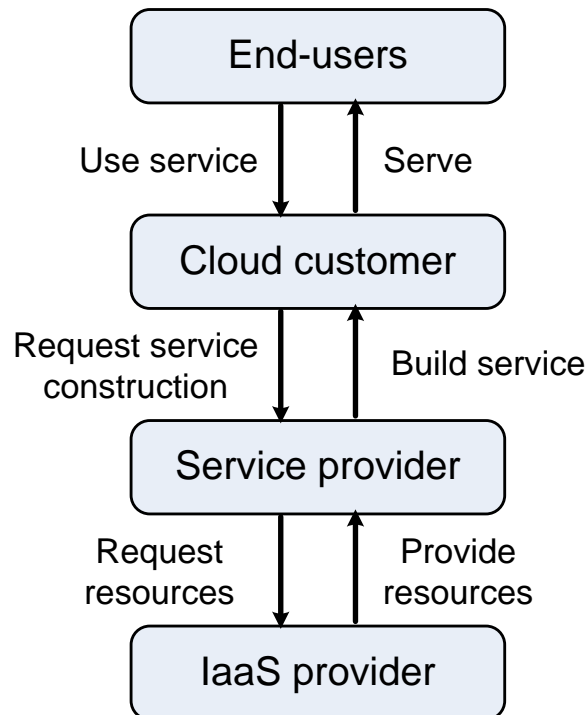 End-users
Use service
Serve
Cloud customer
Request service
construction
Build service
Service provider
Request
resources
Provide
resources
IaaS provider